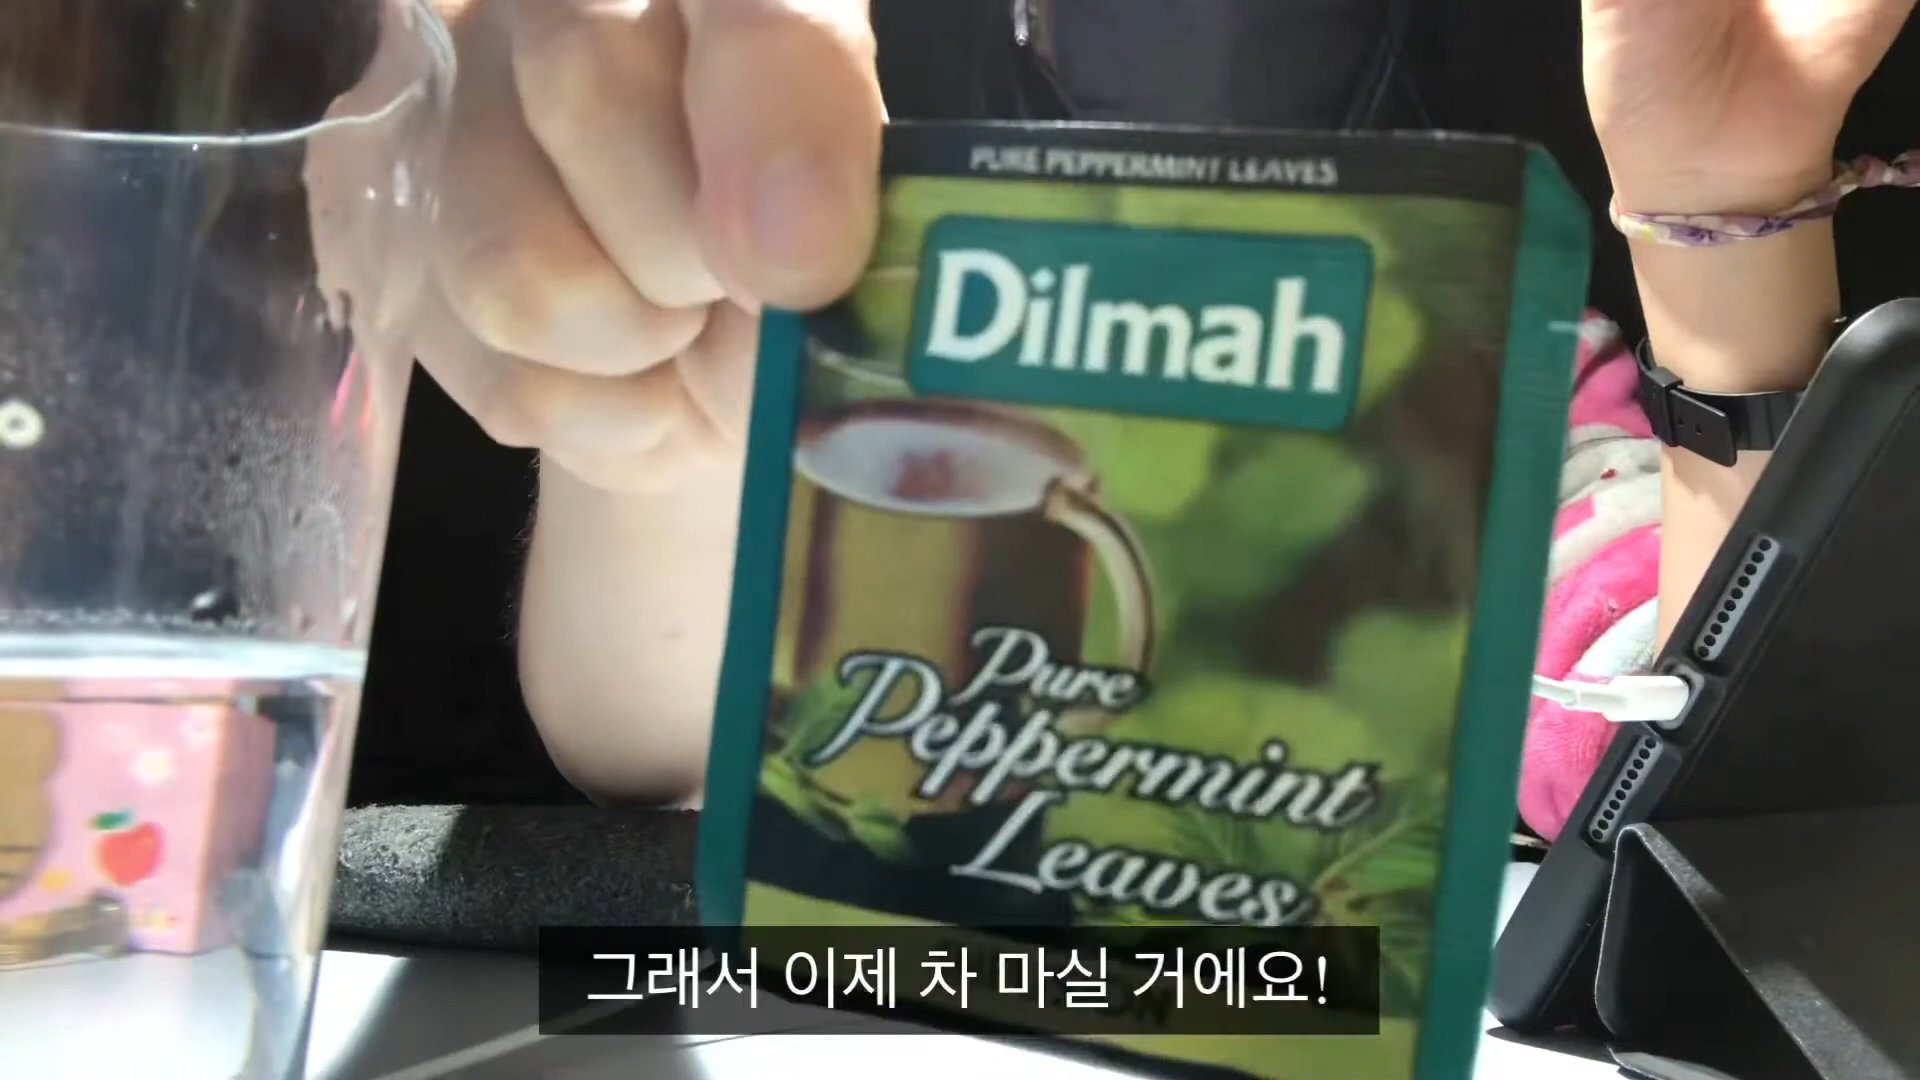 PURE PEPPERMINT LEAVES
Dilmah
Pure
Peppermint
Leaves
그래서 이제 차 마실 거에요!